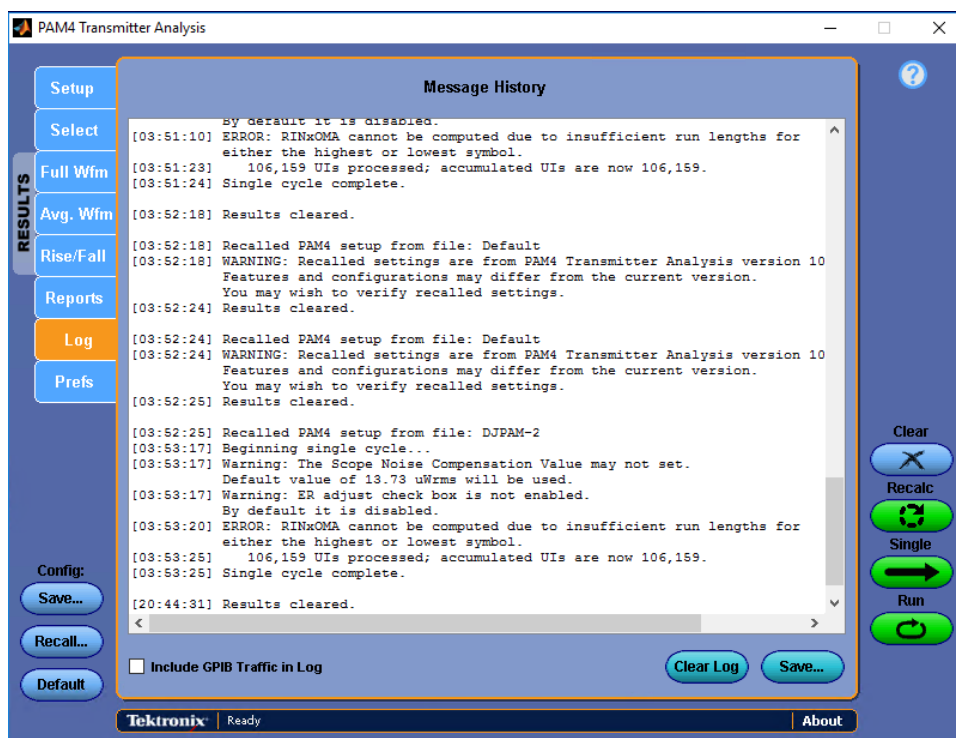 PAM4 Transmitter Analysis
Setup
Select
Full Wfm
Avg. Wfm
Rise/Fall
Reports
Log
Prefs
RESULTS
Message History
?
By default it is disabled.
[03:51:10] ERROR: RINxOMA cannot be computed due to insufficient run lengths for
either the highest or lowest symbol.
[03:51:23] 106,159 UIs processed; accumulated UIs are now 106,159.
[03:51:24] Single cycle complete.
[03:52:18] Results cleared.
[03:52:18] Recalled PAM4 setup from file: Default
[03:52:18] WARNING: Recalled settings are from PAM4 Transmitter Analysis version 10
Features and configurations may differ from the current version.
You may wish to verify recalled settings.
[03:52:24] Results cleared.
[03:52:24] Recalled PAM4 setup from file: Default
[03:52:24] WARNING: Recalled settings are from PAM4 Transmitter Analysis version 10
Features and configurations may differ from the current version.
You may wish to verify recalled settings.
[03:52:25] Results cleared.
[03:52:25] Recalled PAM4 setup from file: DJPAM-2
[03:53:17] Beginning single cycle...
[03:53:17] Warning: The Scope Noise Compensation Value may not set.
Default value of 13.73 uWrms will be used.
[03:53:17] Warning: ER adjust check box is not enabled.
By default it is disabled.
[03:53:20] ERROR: RINxOMA cannot be computed due to insufficient run lengths for
either the highest or lowest symbol.
[03:53:25] 106,159 UIs processed; accumulated UIs are now 106,159.
[03:53:25] Single cycle complete.
[20:44:31] Results cleared.
Include GPIB Traffic in Log
Clear Log
Save...
Clear
Recalc
Single
Run
Config:
Save...
Recall...
Default
Tektronix
Ready
About